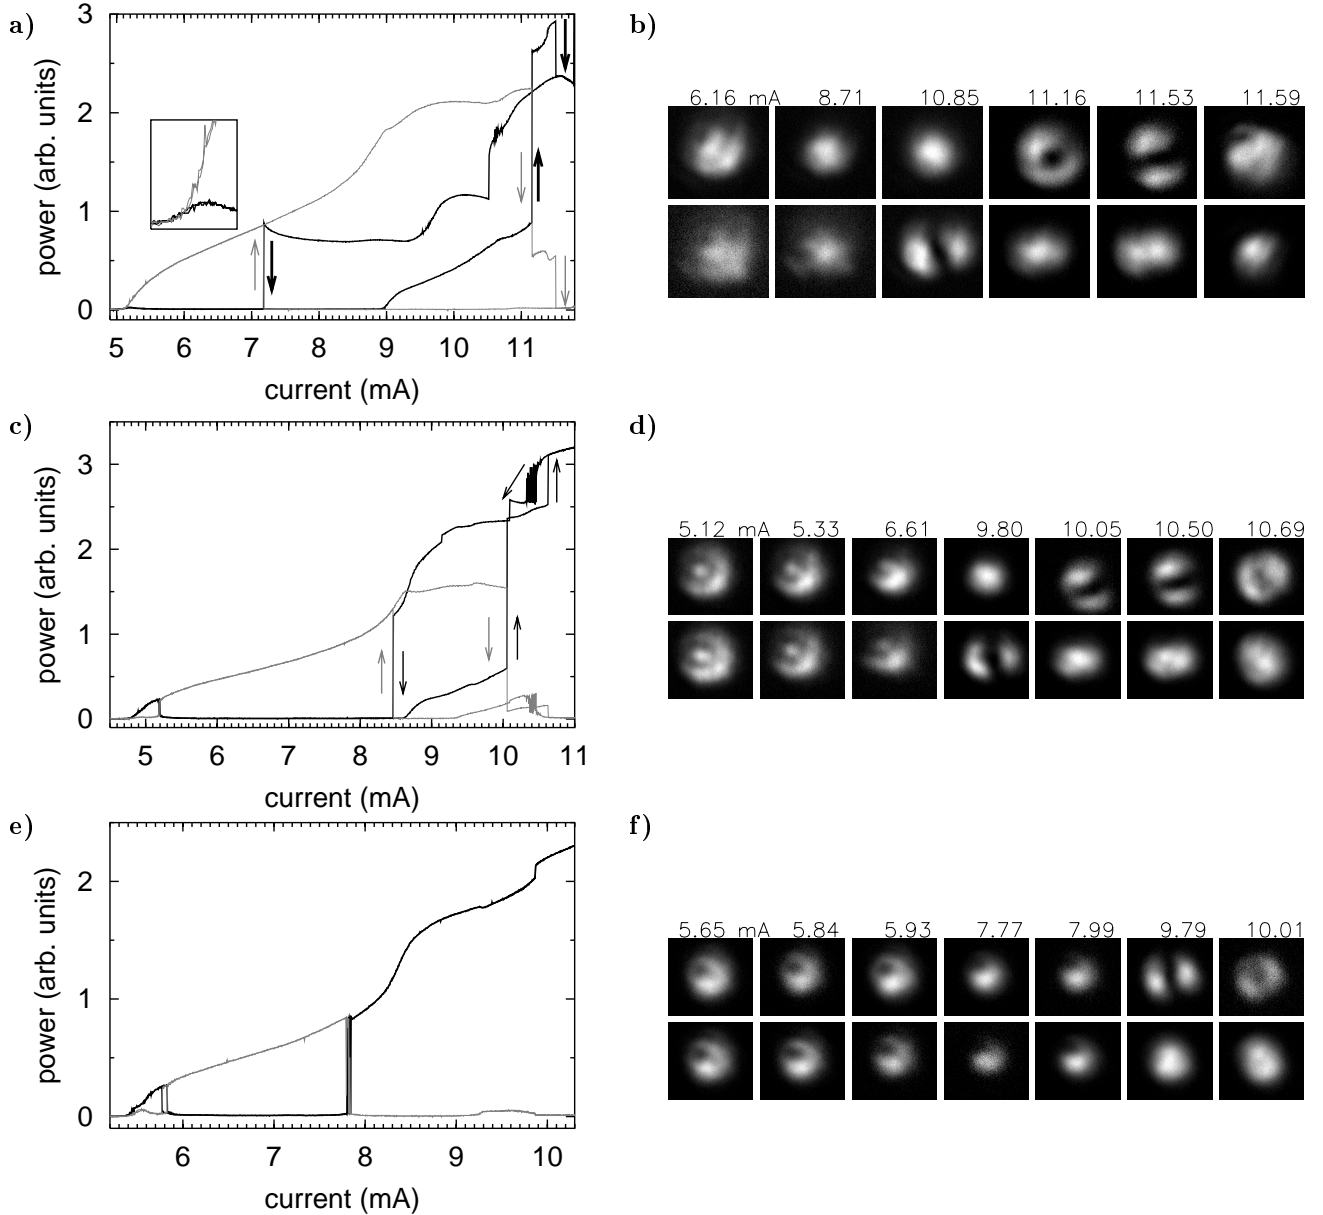 a)
3
2
1
0
power (arb. units)
5 6 7 8 9 10 11
current (mA)
b)
6.16 mA 8.71 10.85 11.16 11.53 11.59
c)
3
2
1
0
power (arb. units)
5 6 7 8 9 10 11
current (mA)
d)
5.12 mA 5.33 6.61 9.80 10.05 10.50 10.69
e)
2
1
0
power (arb. units)
6 7 8 9 10
current (mA)
f)
5.65 mA 5.84 5.93 7.77 7.99 9.79 10.01